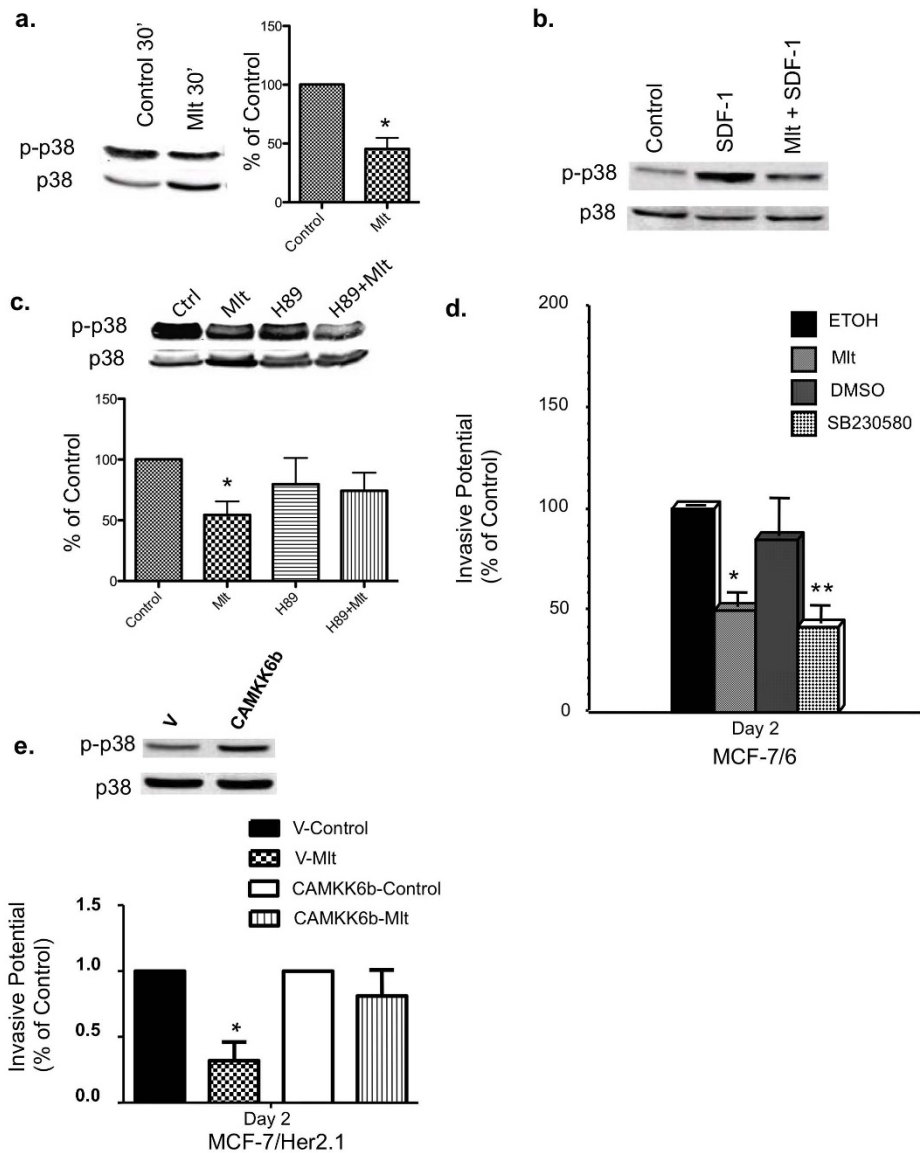 a.
Control 30'
Mlt 30'
p-p38
p38
% of Control
150
100
50
0
*
Control
Mlt
b.
Control
SDF-1
Mlt + SDF-1
p-p38
p38
c.
Ctrl
Mlt
H89
H89+Mlt
p-p38
p38
% of Control
150
100
50
0
*
Control
Mlt
H89
H89+Mlt
d.
Invasive Potential
(% of Control)
200
150
100
50
0
ETOH
Mlt
DMSO
SB230580
*
**
Day 2
MCF-7/6
e.
V
CAMKK6b
p-p38
p38
V-Control
V-Mlt
CAMKK6b-Control
CAMKK6b-Mlt
Invasive Potential
(% of Control)
1.5
1.0
0.5
0.0
*
Day 2
MCF-7/Her2.1